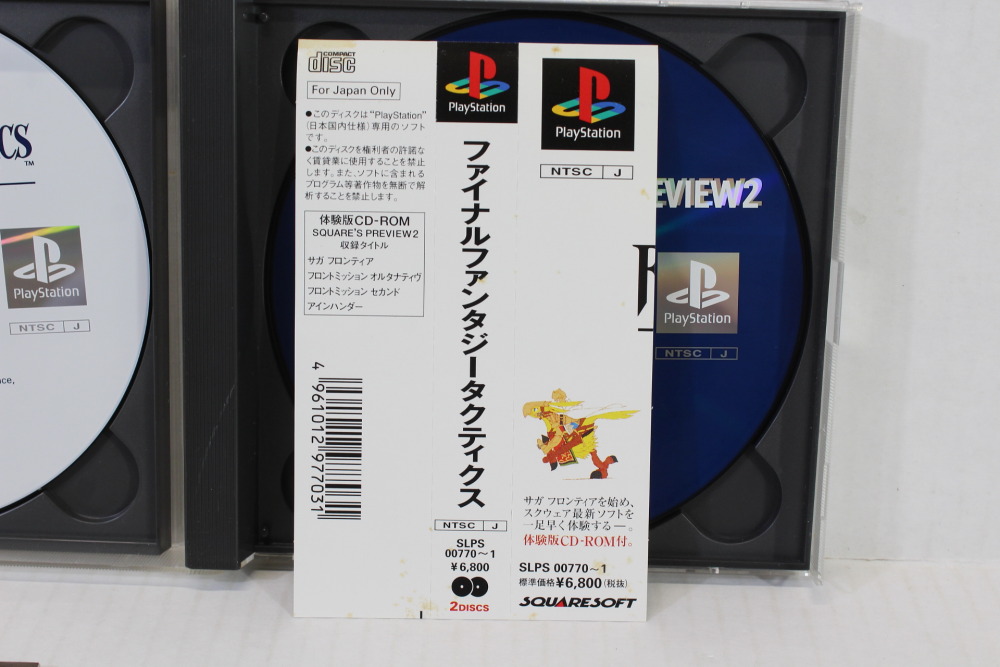 CS™
PlayStation
NTSC J
nce,
COMPACT
disc
For Japan Only
●このディスクは“PlayStation”
(日本国内仕様)専用のソフト
です。
●このディスクを権利者の許諾な
く賃貸業に使用することを禁止
します。また、ソフトに含まれる
プログラム等著作物を無断で解
析することを禁止します。
体験版CD-ROM
SQUARE'S PREVIEW2
収録タイトル
サガ フロンティア
フロントミッション オルタナティヴ
フロントミッション セカンド
アインハンダー
4 961012 977031
PlayStation
ファイナルファンタジータクティクス
NTSC J
SLPS
00770〜1
¥6,800
2DISCS
PlayStation
NTSC J
サガ フロンティアを始め、
スクウェア最新ソフトを
一足早く体験する―。
体験版CD-ROM付。
SLPS 00770〜1
標準価格¥6,800(税抜)
SQUARESOFT
EVIEW2
PlayStation
NTSC J